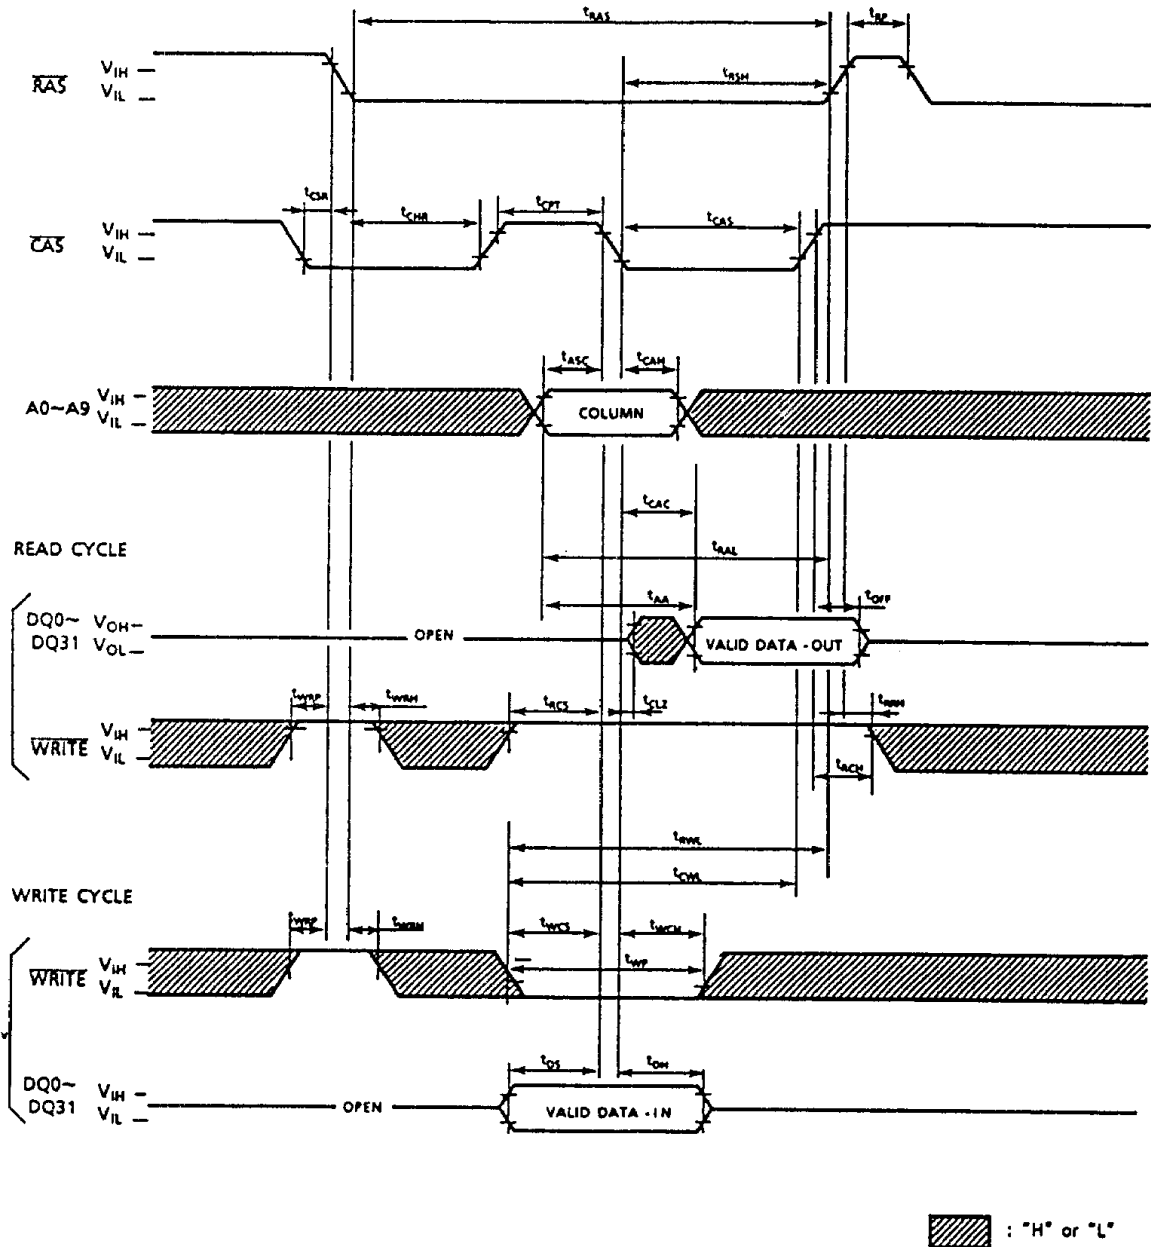 tRAS
tRP
RAS VIH
VIL
tRSH
tCSR
tCHR
tCPT
tCAS
CAS VIH
VIL
tASC
tCAH
A0~A9 VIH
VIL
COLUMN
tCAC
READ CYCLE
tRAL
tAA
tOFF
DQ0~ VOH
DQ31 VOL
OPEN
VALID DATA - OUT
tWRP
tWRH
tRCS
tCLZ
tRRH
WRITE VIH
VIL
tRCH
tRWL
tCWL
WRITE CYCLE
tWRP
tWRH
tWCS
tWCH
tWP
WRITE VIH
VIL
tDS
tDH
DQ0~ VIH
DQ31 VIL
OPEN
VALID DATA - IN
: "H" or "L"